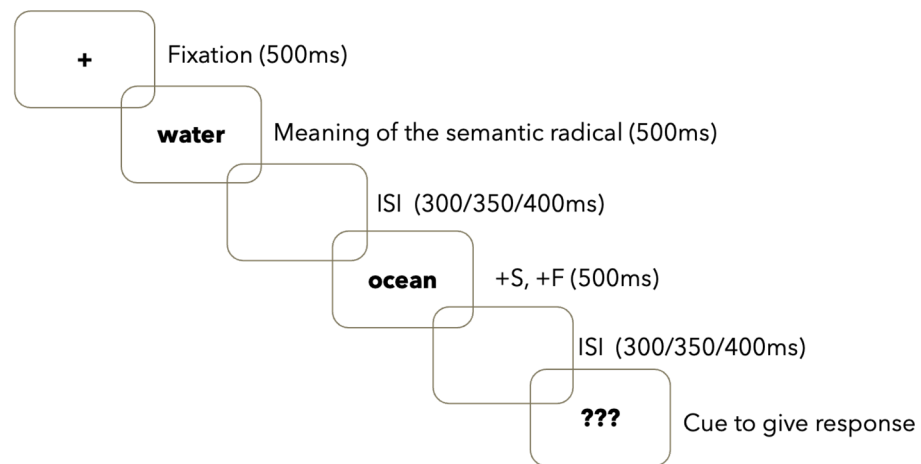 +
Fixation (500ms)
water
Meaning of the semantic radical (500ms)
ISI (300/350/400ms)
ocean
+S, +F (500ms)
ISI (300/350/400ms)
???
Cue to give response